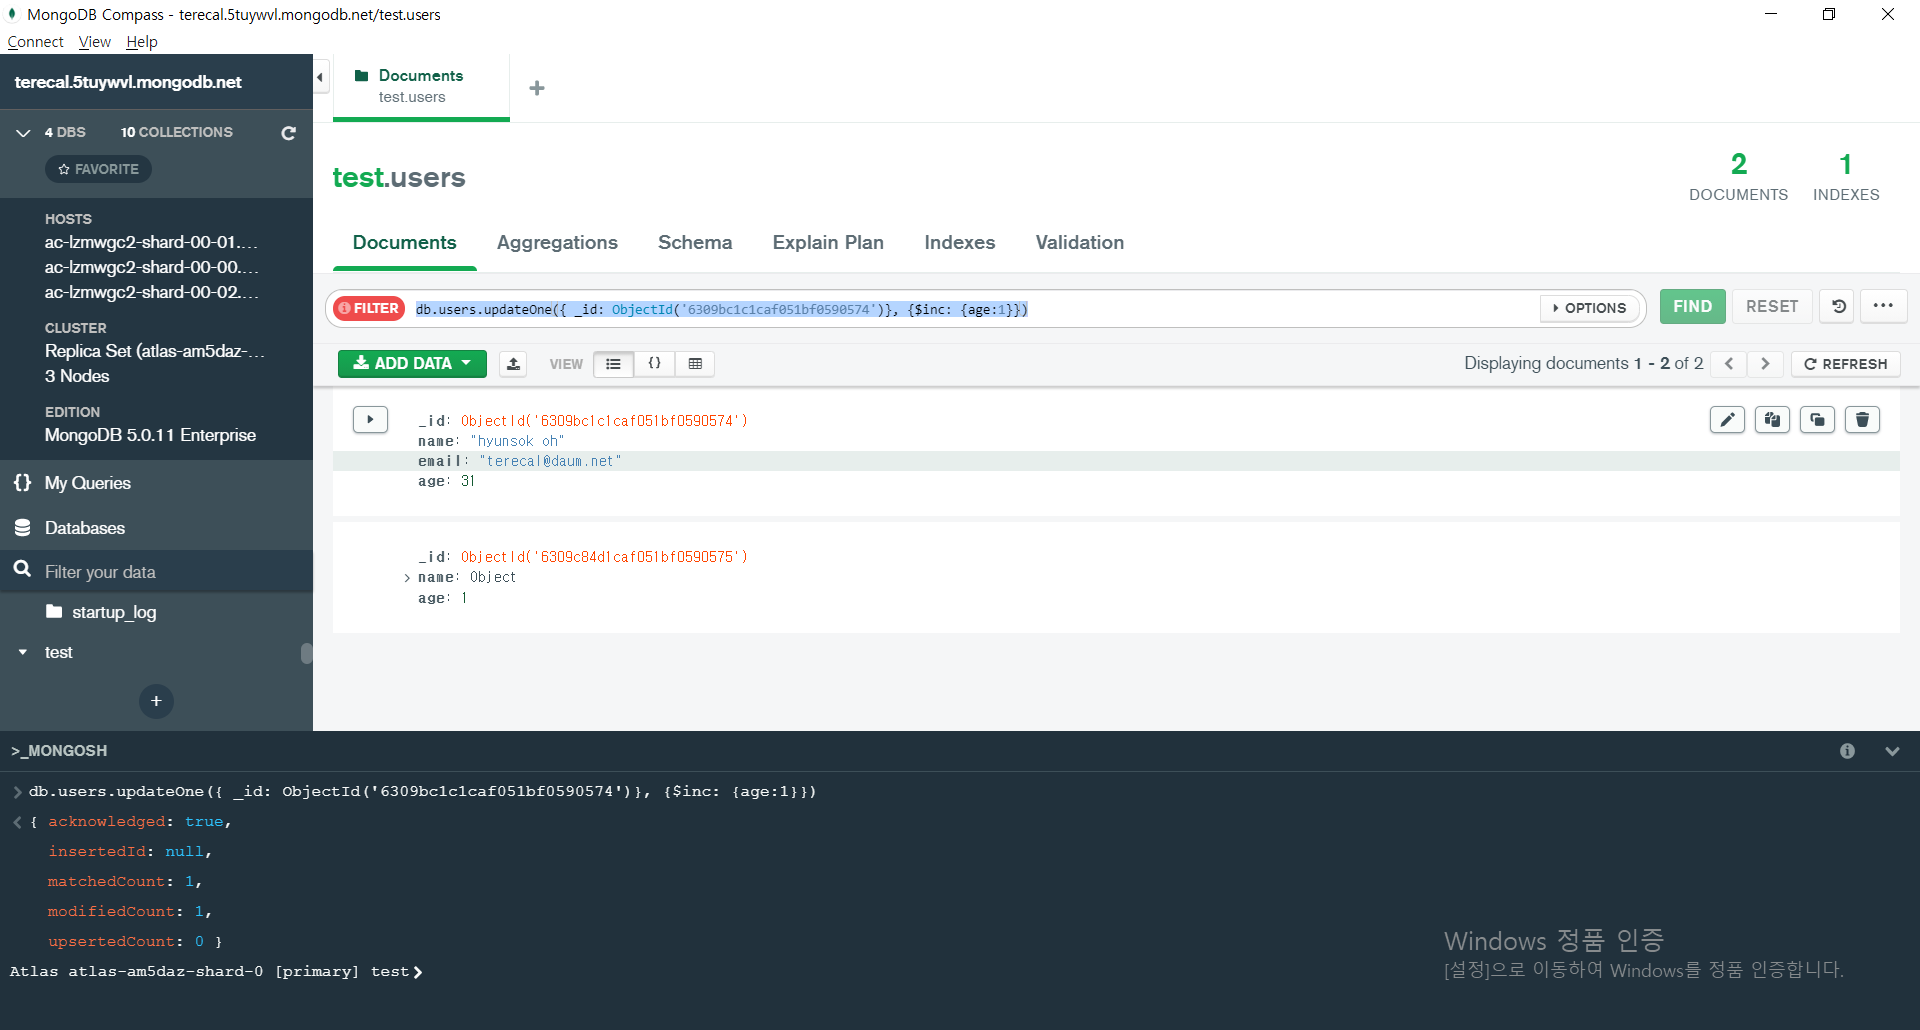 MongoDB Compass - terecal.5tuywvl.mongodb.net/test.users
Connect View Help
terecal.5tuywvl.mongodb.net
4 DBS 10 COLLECTIONS
FAVORITE
HOSTS
ac-lzmwgc2-shard-00-01....
ac-lzmwgc2-shard-00-00....
ac-lzmwgc2-shard-00-02....
CLUSTER
Replica Set (atlas-am5daz-...
3 Nodes
EDITION
MongoDB 5.0.11 Enterprise
{} My Queries
Databases
Filter your data
startup_log
test
+
Documents
test.users
+
test.users
2
DOCUMENTS
1
INDEXES
Documents Aggregations Schema Explain Plan Indexes Validation
FILTER db.users.updateOne({ _id: ObjectId('6309bc1c1caf051bf0590574')}, {$inc: {age:1}}) OPTIONS FIND RESET ...
ADD DATA VIEW {} Displaying documents 1 - 2 of 2 < > REFRESH
_id: ObjectId('6309bc1c1caf051bf0590574')
name: "hyunsok oh"
email: "terecal@daum.net"
age: 31
_id: ObjectId('6309c84d1caf051bf0590575')
> name: Object
age: 1
>_MONGOSH
> db.users.updateOne({ _id: ObjectId('6309bc1c1caf051bf0590574')}, {$inc: {age:1}})
< { acknowledged: true,
insertedId: null,
matchedCount: 1,
modifiedCount: 1,
upsertedCount: 0 }
Atlas atlas-am5daz-shard-0 [primary] test>
Windows 정품 인증
[설정]으로 이동하여 Windows를 정품 인증합니다.